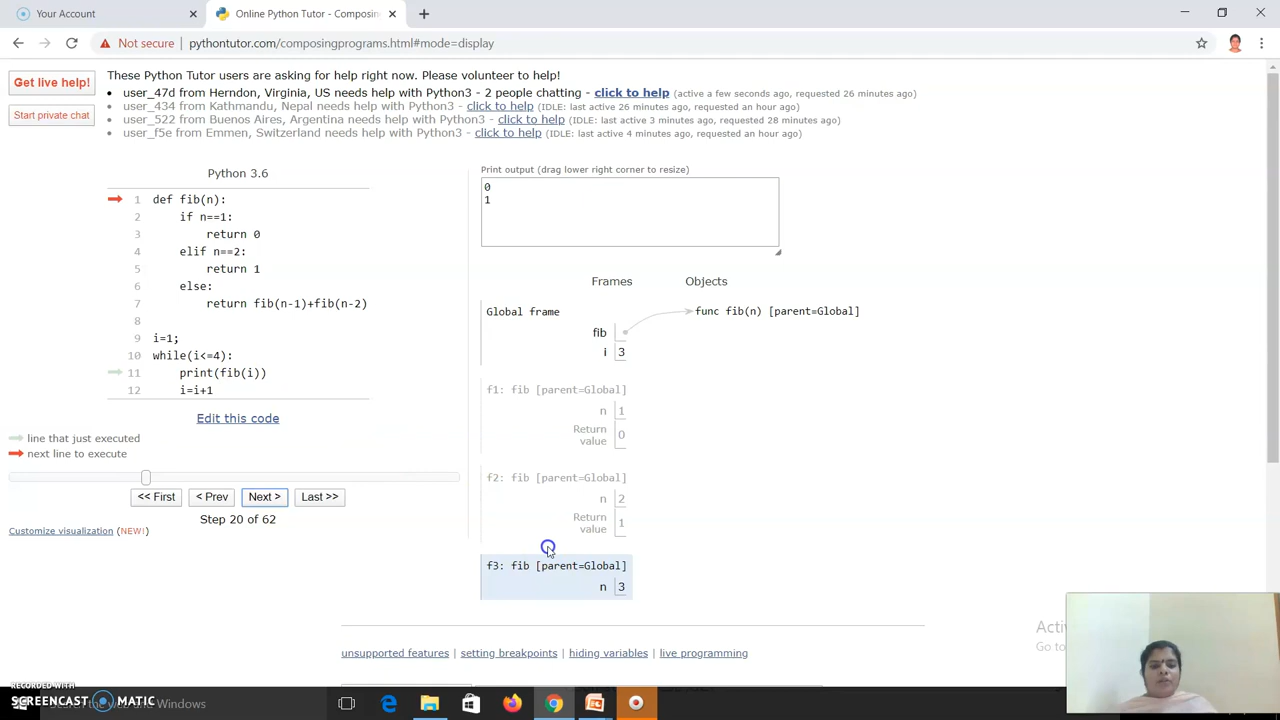 Your Account
Online Python Tutor - Composin
Not secure
pythontutor.com/composingprograms.html#mode=display
Get live help!
Start private chat
These Python Tutor users are asking for help right now. Please volunteer to help!
user_47d from Herndon, Virginia, US needs help with Python3 - 2 people chatting - click to help (active a few seconds ago, requested 26 minutes ago)
user_434 from Kathmandu, Nepal needs help with Python3 - click to help (IDLE: last active 26 minutes ago, requested an hour ago)
user_522 from Buenos Aires, Argentina needs help with Python3 - click to help (IDLE: last active 3 minutes ago, requested 28 minutes ago)
user_f5e from Emmen, Switzerland needs help with Python3 - click to help (IDLE: last active 4 minutes ago, requested an hour ago)
Python 3.6
1 def fib(n):
2 if n==1:
3 return 0
4 elif n==2:
5 return 1
6 else:
7 return fib(n-1)+fib(n-2)
8
9 i=1;
10 while(i<=4):
11 print(fib(i))
12 i=i+1
Edit this code
line that just executed
next line to execute
<< First
< Prev
Next >
Last >>
Step 20 of 62
Customize visualization (NEW!)
Print output (drag lower right corner to resize)
0
1
Frames
Objects
Global frame
fib
i 3
func fib(n) [parent=Global]
f1: fib [parent=Global]
n 1
Return value 0
f2: fib [parent=Global]
n 2
Return value 1
f3: fib [parent=Global]
n 3
unsupported features | setting breakpoints | hiding variables | live programming
Go to
RECORDED WITH
SCREENCAST MATIC
Windows